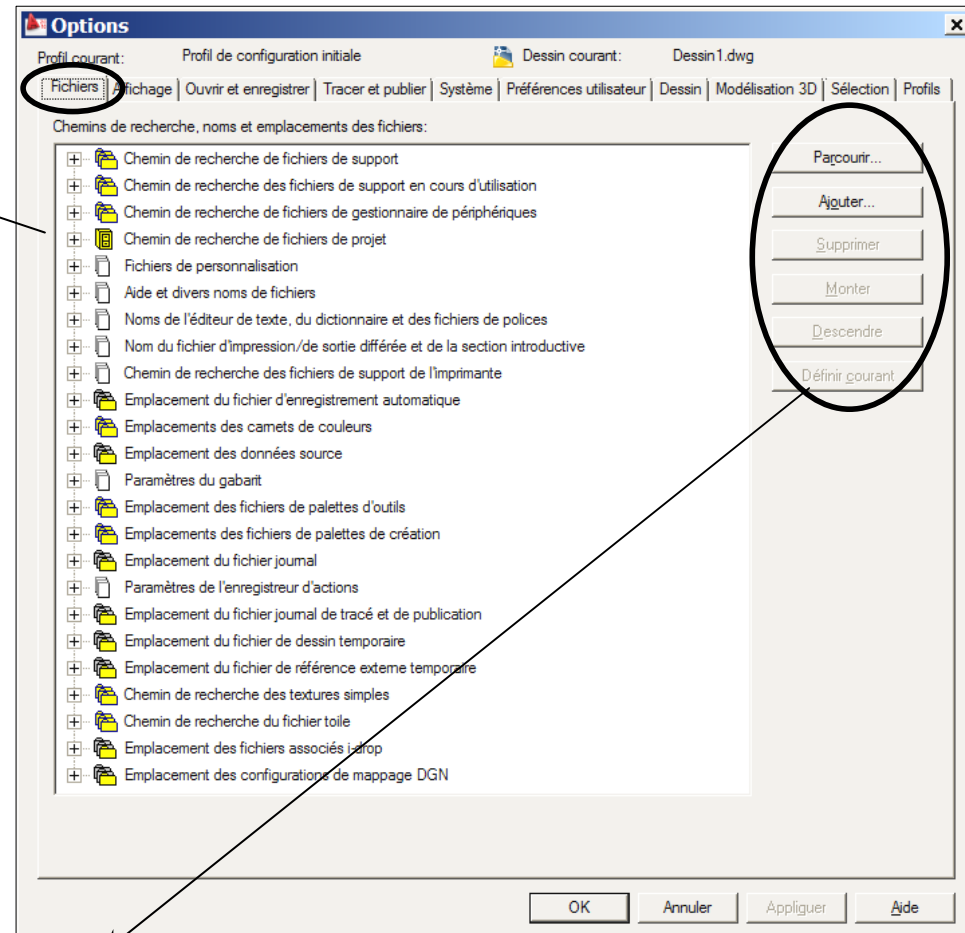 Options
Profil courant: Profil de configuration initiale Dessin courant: Dessin1.dwg
Fichiers Affichage Ouvrir et enregistrer Tracer et publier Système Préférences utilisateur Dessin Modélisation 3D Sélection Profils
Chemins de recherche, noms et emplacements des fichiers:
Chemin de recherche de fichiers de support
Chemin de recherche des fichiers de support en cours d'utilisation
Chemin de recherche de fichiers de gestionnaire de périphériques
Chemin de recherche de fichiers de projet
Fichiers de personnalisation
Aide et divers noms de fichiers
Noms de l'éditeur de texte, du dictionnaire et des fichiers de polices
Nom du fichier d'impression/de sortie différée et de la section introductive
Chemin de recherche des fichiers de support de l'imprimante
Emplacement du fichier d'enregistrement automatique
Emplacements des carnets de couleurs
Emplacement des données source
Paramètres du gabarit
Emplacement des fichiers de palettes d'outils
Emplacements des fichiers de palettes de création
Emplacement du fichier journal
Paramètres de l'enregistreur d'actions
Emplacement du fichier journal de tracé et de publication
Emplacement du fichier de dessin temporaire
Emplacement du fichier de référence externe temporaire
Chemin de recherche des textures simples
Chemin de recherche du fichier toile
Emplacement des fichiers associés i-drop
Emplacement des configurations de mappage DGN
Parcourir...
Ajouter...
Supprimer
Monter
Descendre
Définir courant
OK Annuler Appliquer Aide